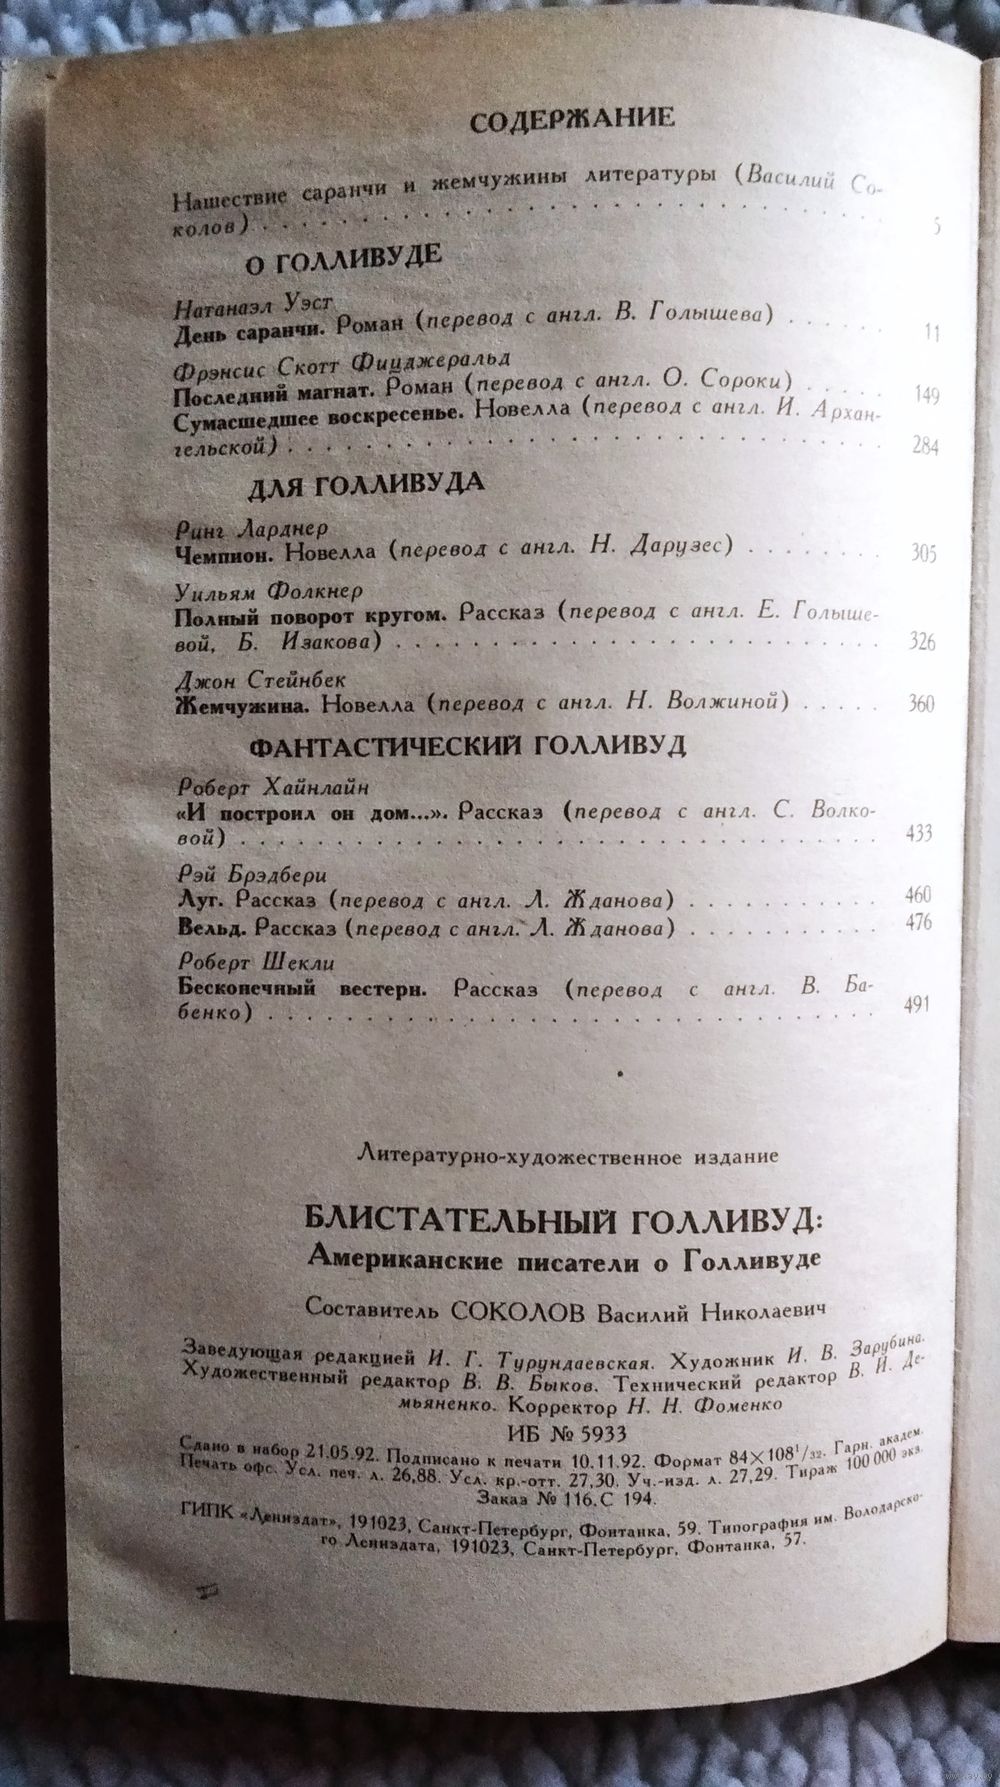 СОДЕРЖАНИЕ
Нашествие саранчи и жемчужины литературы (Василий Со-
колов) . . . . . . . . . . . . . . . . . . . . 5
О ГОЛЛИВУДЕ
Натанаэл Уэст
День саранчи. Роман (перевод с англ. В. Голышева) . . . . . . 11
Фрэнсис Скотт Фицджеральд
Последний магнат. Роман (перевод с англ. О. Сороки) . . . . . 149
Сумасшедшее воскресенье. Новелла (перевод с англ. И. Архан-
гельской) . . . . . . . . . . . . . . . . . . . . 284
ДЛЯ ГОЛЛИВУДА
Ринг Ларднер
Чемпион. Новелла (перевод с англ. Н. Дарузес) . . . . . . . . 305
Уильям Фолкнер
Полный поворот кругом. Рассказ (перевод с англ. Е. Голыше-
вой, Б. Изакова) . . . . . . . . . . . . . . . . . . . . 326
Джон Стейнбек
Жемчужина. Новелла (перевод с англ. Н. Волжиной) . . . . . 360
ФАНТАСТИЧЕСКИЙ ГОЛЛИВУД
Роберт Хайнлайн
«И построил он дом...». Рассказ (перевод с англ. С. Волко-
вой) . . . . . . . . . . . . . . . . . . . . 433
Рэй Брэдбери
Луг. Рассказ (перевод с англ. Л. Жданова) . . . . . . . . . . . 460
Вельд. Рассказ (перевод с англ. Л. Жданова) . . . . . . . . . . . 476
Роберт Шекли
Бесконечный вестерн. Рассказ (перевод с англ. В. Ба-
бенко) . . . . . . . . . . . . . . . . . . . . 491
Литературно-художественное издание
БЛИСТАТЕЛЬНЫЙ ГОЛЛИВУД:
Американские писатели о Голливуде
Составитель СОКОЛОВ Василий Николаевич
Заведующая редакцией И. Г. Турундаевская. Художник И. В. Зарубина.
Художественный редактор В. В. Быков. Технический редактор В. И. Де-
мьяненко. Корректор Н. Н. Фоменко
ИБ № 5933
Сдано в набор 21.05.92. Подписано к печати 10.11.92. Формат 84×108¹/₃₂. Гарн. академ.
Печать офс. Усл. печ. л. 26,88. Усл. кр.-отт. 27,30. Уч.-изд. л. 27,29. Тираж 100 000 экз.
Заказ № 116. С 194.
ГИПК «Лениздат», 191023, Санкт-Петербург, Фонтанка, 59. Типография им. Володарско-
го Лениздата, 191023, Санкт-Петербург, Фонтанка, 57.